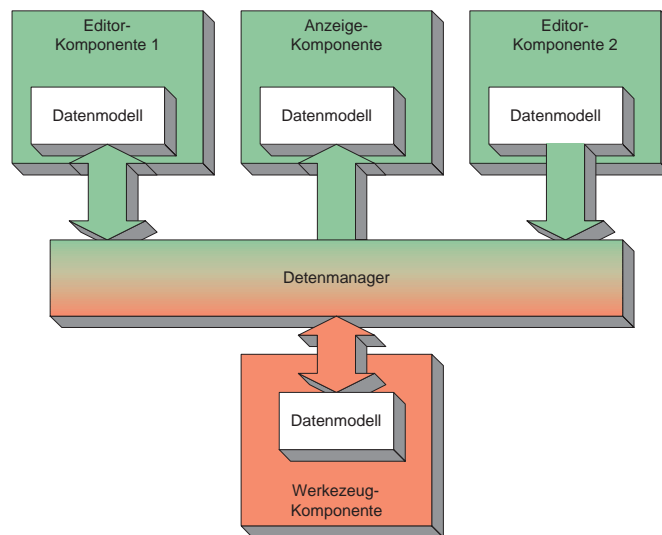 Editor-
Komponente 1
Datenmodell
Anzeige-
Komponente
Datenmodell
Editor-
Komponente 2
Datenmodell
Detenmanager
Datenmodell
Werkezeug-
Komponente